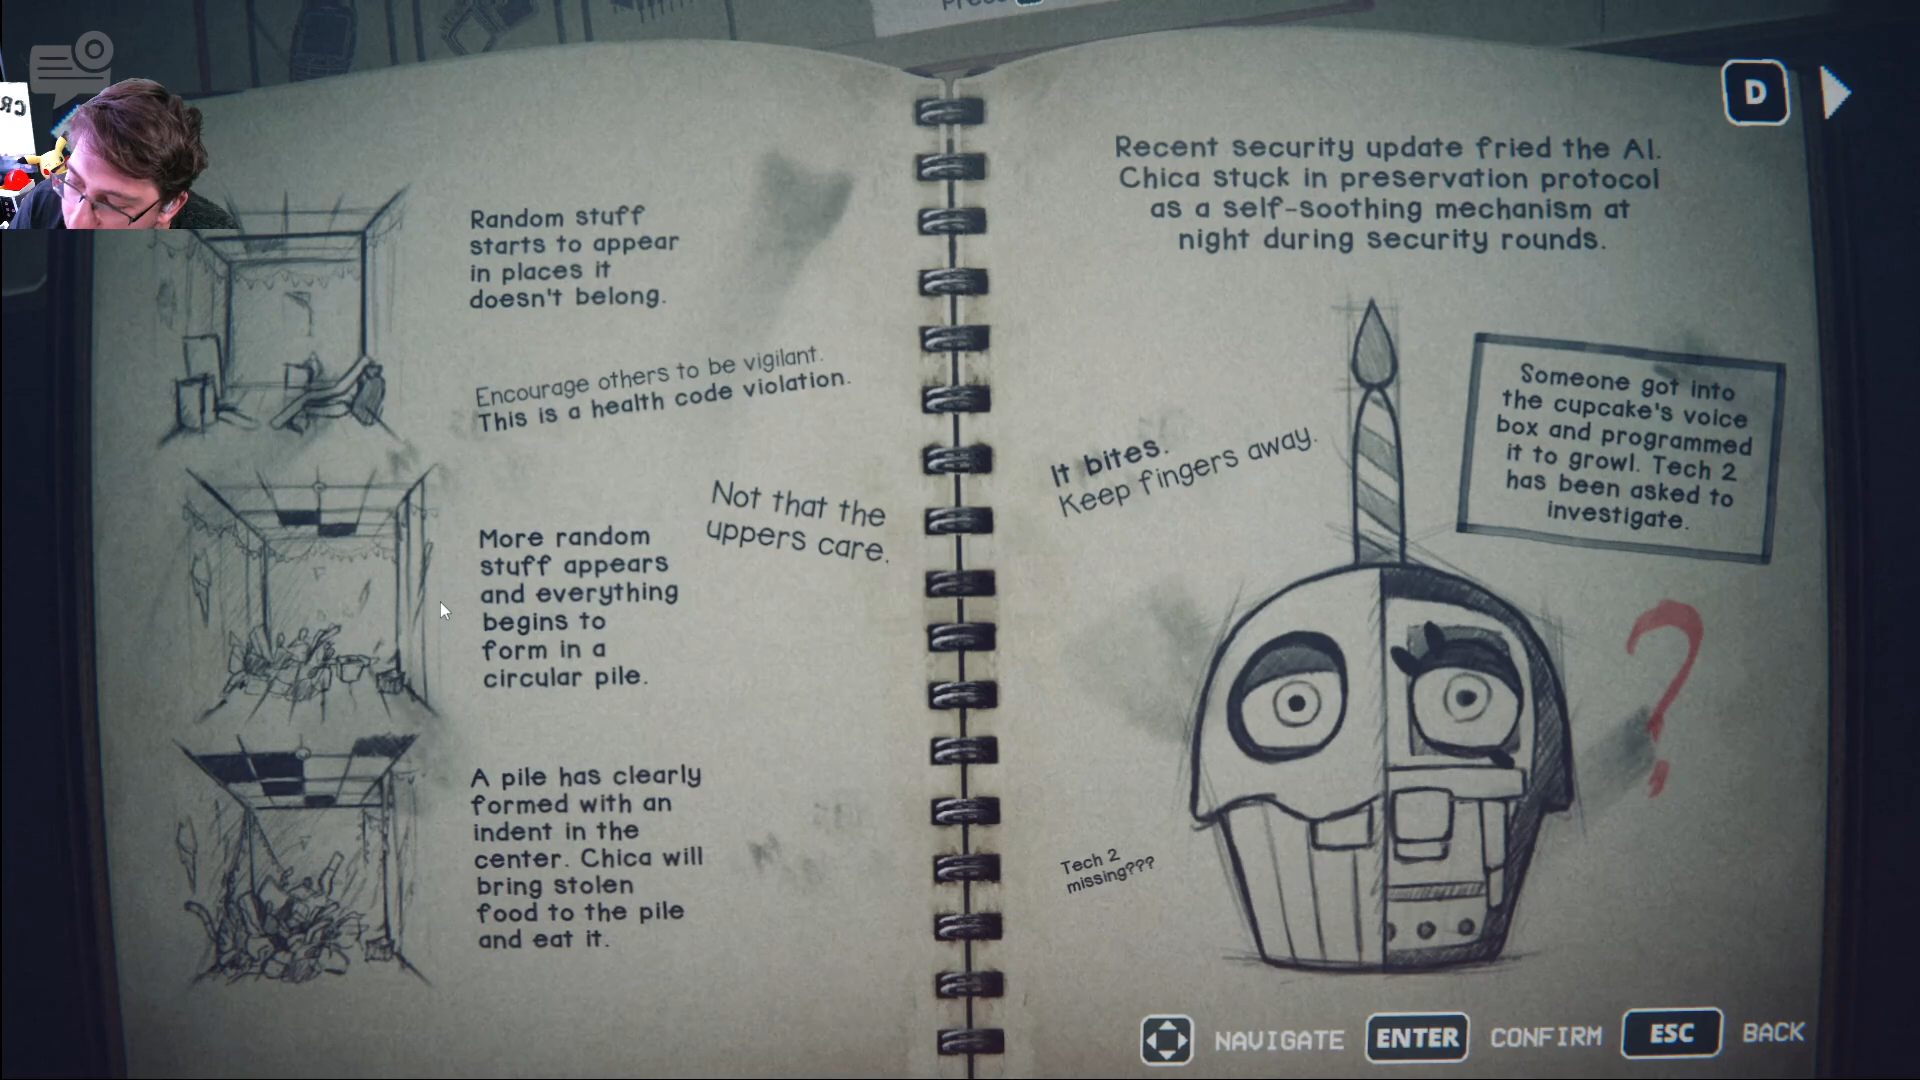 Random stuff
starts to appear
in places it
doesn't belong.
Encourage others to be vigilant.
This is a health code violation.
Not that the
uppers care.
More random
stuff appears
and everything
begins to
form in a
circular pile.
A pile has clearly
formed with an
indent in the
center. Chica will
bring stolen
food to the pile
and eat it.
D
Recent security update fried the AI.
Chica stuck in preservation protocol
as a self-soothing mechanism at
night during security rounds.
Someone got into
the cupcake's voice
box and programmed
it to growl. Tech 2
has been asked to
investigate.
It bites.
Keep fingers away.
?
Tech 2
missing???
NAVIGATE ENTER CONFIRM ESC BACK